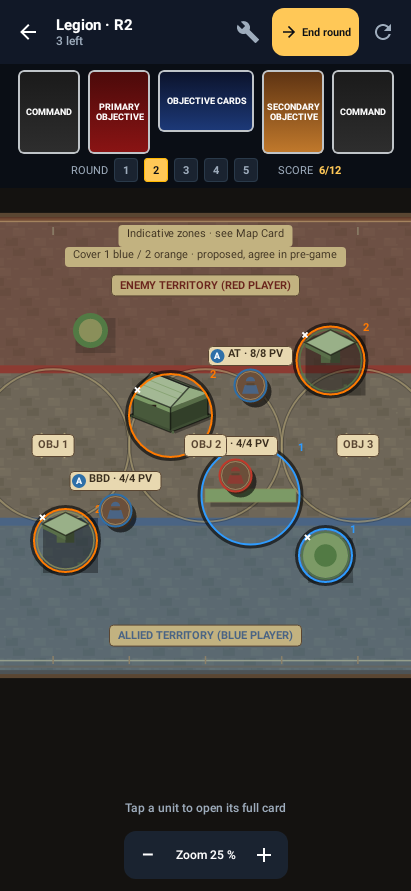 Legion · R2
3 left
End round
COMMAND
PRIMARY
OBJECTIVE
OBJECTIVE CARDS
SECONDARY
OBJECTIVE
COMMAND
ROUND 1 2 3 4 5 SCORE 6/12
Indicative zones · see Map Card
Cover 1 blue / 2 orange · proposed, agree in pre-game
ENEMY TERRITORY (RED PLAYER)
2
A AT · 8/8 PV
2
OBJ 1
OBJ 2
· 4/4 PV
1
OBJ 3
A BBD · 4/4 PV
2
1
ALLIED TERRITORY (BLUE PLAYER)
Tap a unit to open its full card
− Zoom 25 % +